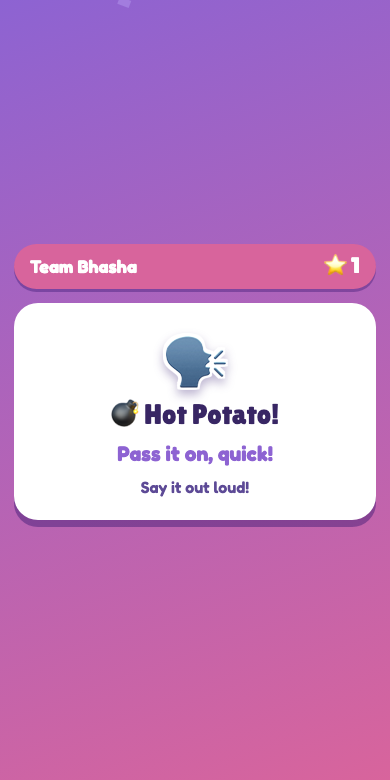 Team Bhasha ⭐ 1
💣 Hot Potato!
Pass it on, quick!
Say it out loud!